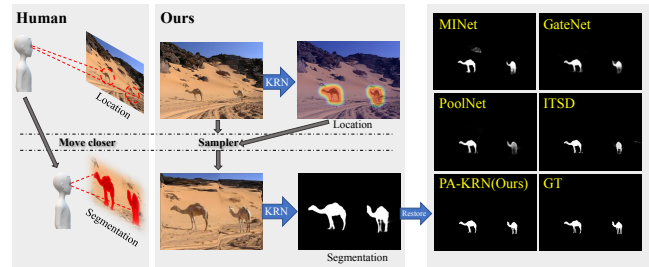 Human
Location
Move closer
Segmentation
Ours
KRN
Location
Sampler
KRN
Segmentation
Restore
MINet
GateNet
PoolNet
ITSD
PA-KRN(Ours)
GT